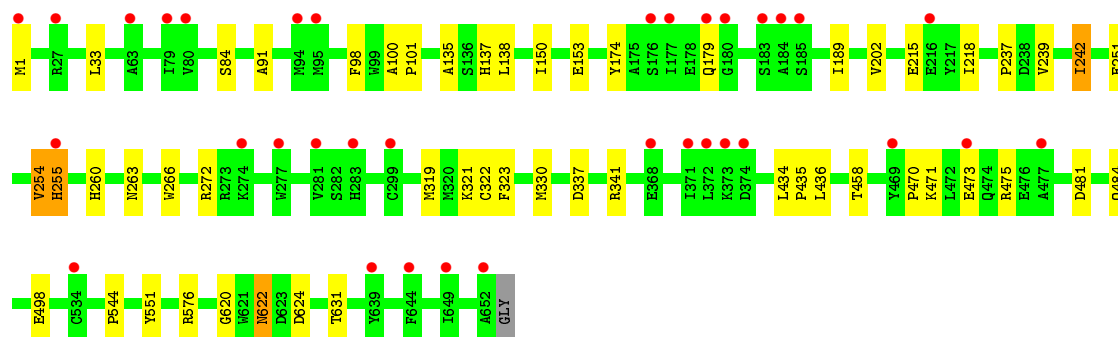 M1 R27 L33 A63 I79 V80 S84 A91 M94 M95 F98 W99 A100 P101 A135 S136 H137 L138 I150 E153 Y174 A175 S176 I177 E178 Q179 G180 S183 A184 S185 I189 V202 E215 E216 Y217 I218 P237 D238 V239 I242
V254 H255 H260 N263 W266 R272 R273 K274 W277 V281 S282 H283 C299 M319 M320 K321 C322 F323 M330 D337 R341 E368 I371 L372 K373 D374 L434 P435 L436 T458 Y469 P470 K471 L472 E473 Q474 R475 E476 A477 D481
E498 C534 P544 Y551 R576 G620 W621 N622 D623 D624 T631 Y639 F644 I649 A652 GLY